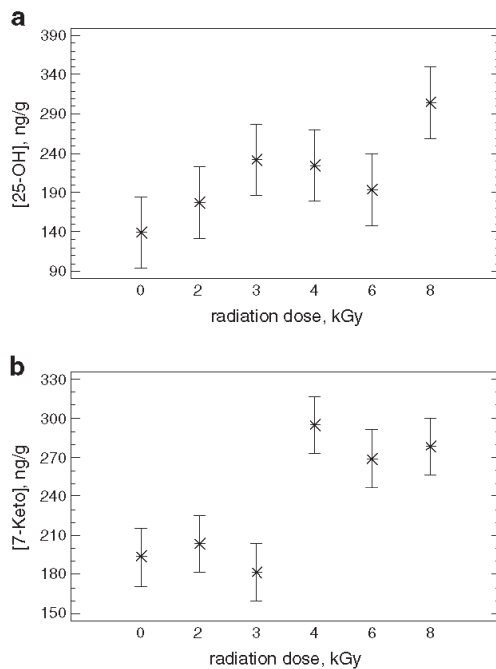 a
[25-OH], ng/g
390
340
290
240
190
140
90
0 2 3 4 6 8
radiation dose, kGy
b
[7-Keto], ng/g
330
300
270
240
210
180
150
0 2 3 4 6 8
radiation dose, kGy